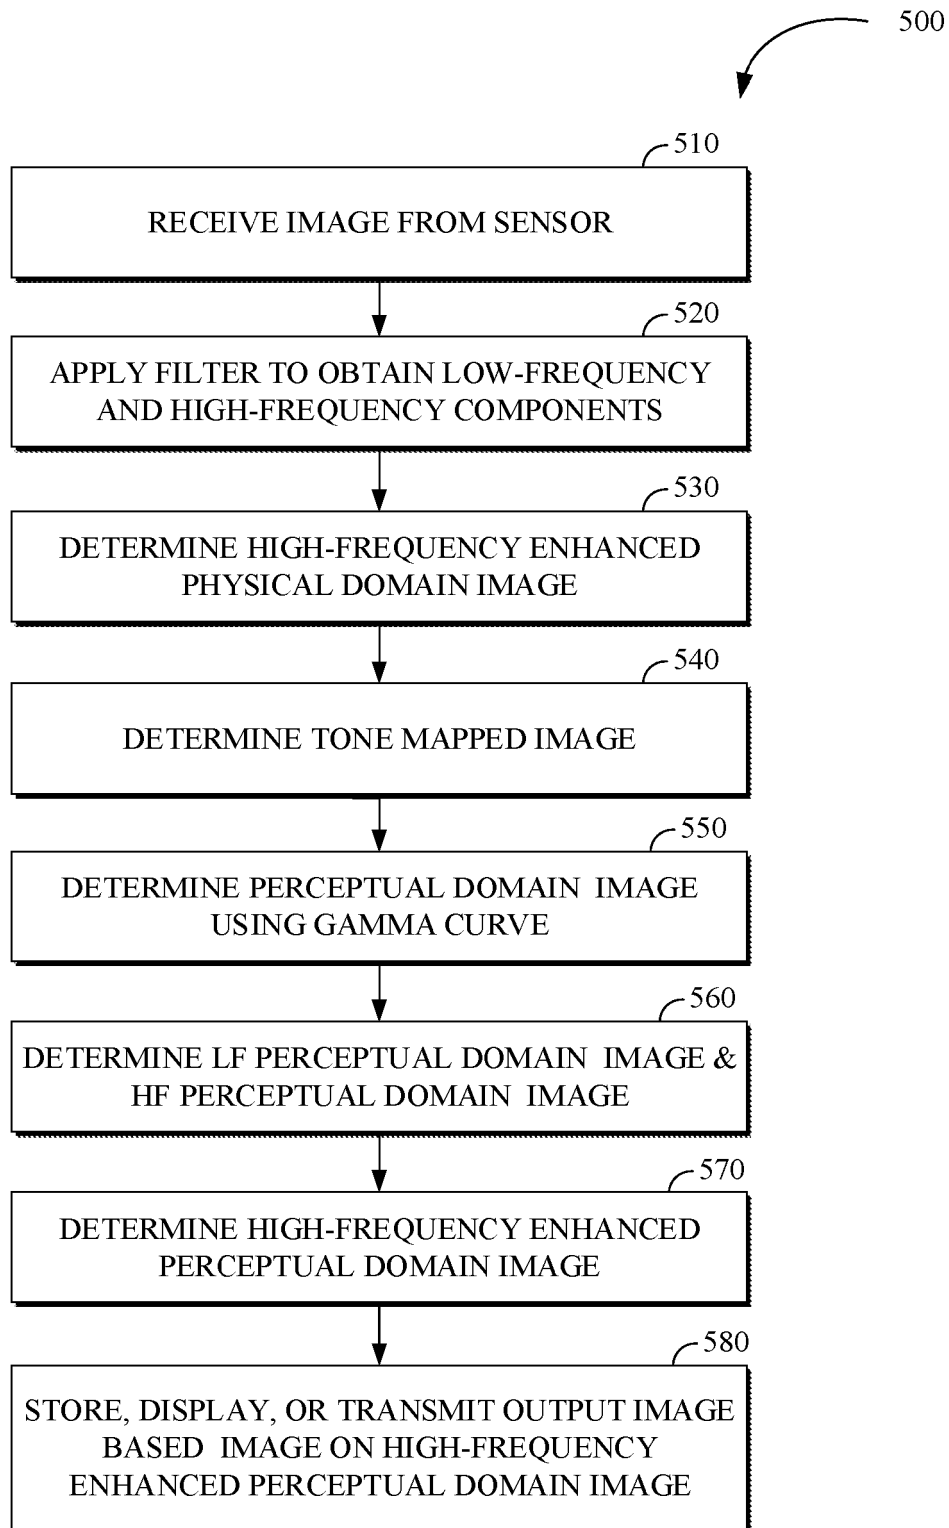 500
510
RECEIVE IMAGE FROM SENSOR
520
APPLY FILTER TO OBTAIN LOW-FREQUENCY
AND HIGH-FREQUENCY COMPONENTS
530
DETERMINE HIGH-FREQUENCY ENHANCED
PHYSICAL DOMAIN IMAGE
540
DETERMINE TONE MAPPED IMAGE
550
DETERMINE PERCEPTUAL DOMAIN IMAGE
USING GAMMA CURVE
560
DETERMINE LF PERCEPTUAL DOMAIN IMAGE &
HF PERCEPTUAL DOMAIN IMAGE
570
DETERMINE HIGH-FREQUENCY ENHANCED
PERCEPTUAL DOMAIN IMAGE
580
STORE, DISPLAY, OR TRANSMIT OUTPUT IMAGE
BASED IMAGE ON HIGH-FREQUENCY
ENHANCED PERCEPTUAL DOMAIN IMAGE